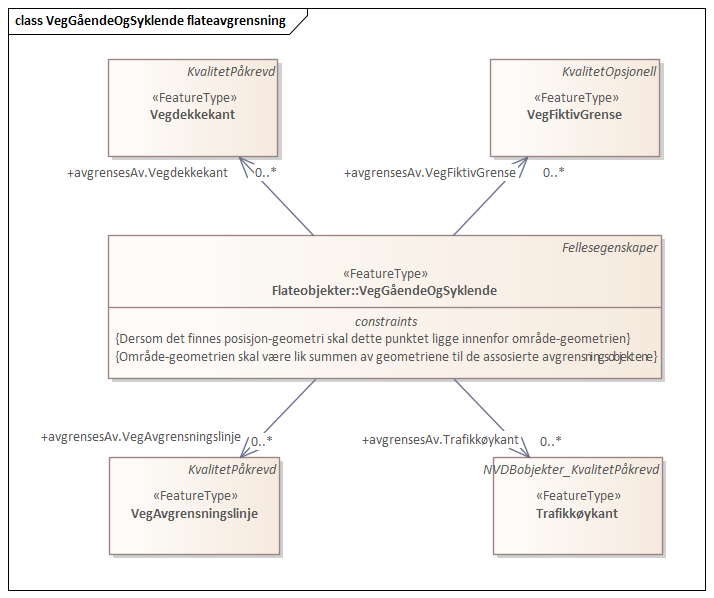 class VegGåendeOgSyklende flateavgrensning
KvalitetPåkrevd
«FeatureType»
Vegdekkekant
KvalitetOpsjonell
«FeatureType»
VegFiktivGrense
+avgrensesAv.Vegdekkekant
0..*
+avgrensesAv.VegFiktivGrense
0..*
Fellesegenskaper
«FeatureType»
Flateobjekter::VegGåendeOgSyklende
constraints
{Dersom det finnes posisjon-geometri skal dette punktet ligge innenfor område-geometrien}
{Område-geometrien skal være lik summen av geometriene til de assosierte avgrensningsobjektene}
+avgrensesAv.VegAvgrensningslinje
0..*
+avgrensesAv.Trafikkøykant
0..*
KvalitetPåkrevd
«FeatureType»
VegAvgrensningslinje
NVDBobjekter_KvalitetPåkrevd
«FeatureType»
Trafikkøykant